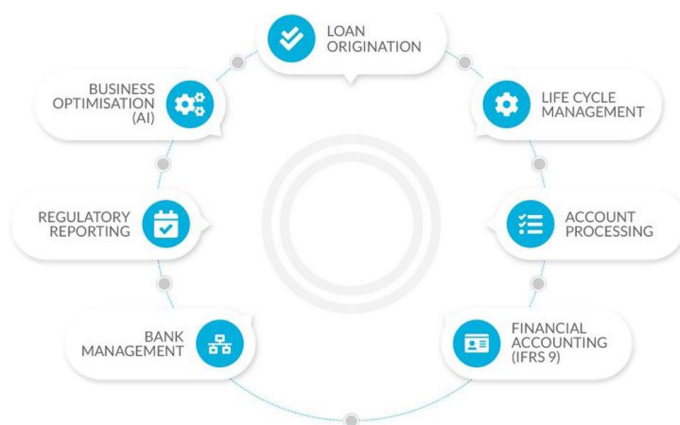 LOAN
ORIGINATION
LIFE CYCLE
MANAGEMENT
ACCOUNT
PROCESSING
FINANCIAL
ACCOUNTING
(IFRS 9)
BANK
MANAGEMENT
REGULATORY
REPORTING
BUSINESS
OPTIMISATION
(AI)